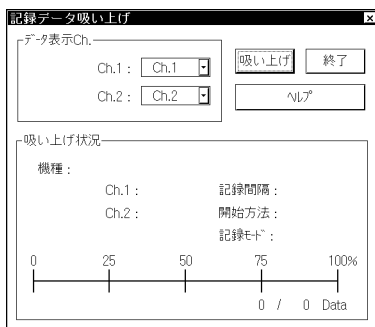 記録データ吸い上げ
データ表示Ch.
Ch.1 : Ch.1
Ch.2 : Ch.2
吸い上げ 終了
ヘルプ
吸い上げ状況
機種 :
Ch.1 : 記録間隔 :
Ch.2 : 開始方法 :
記録モード :
0 25 50 75 100%
0 / 0 Data